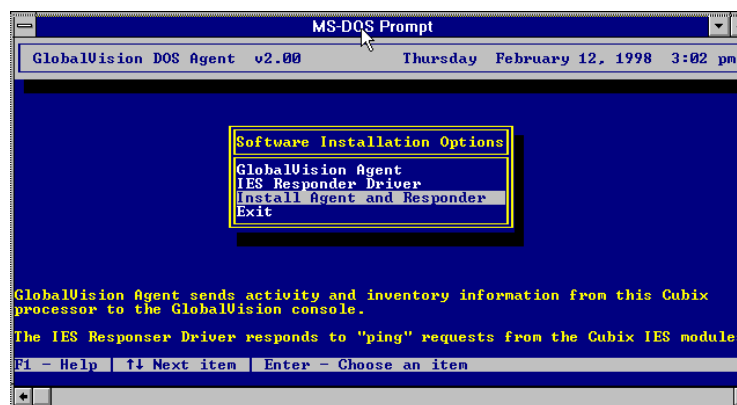 MS-DOS Prompt
GlobalVision DOS Agent v2.00 Thursday February 12, 1998 3:02 pm
Software Installation Options
GlobalVision Agent
IES Responder Driver
Install Agent and Responder
Exit
GlobalVision Agent sends activity and inventory information from this Cubix
processor to the GlobalVision console.
The IES Responser Driver responds to "ping" requests from the Cubix IES module
F1 - Help | ↑↓ Next item | Enter - Choose an item